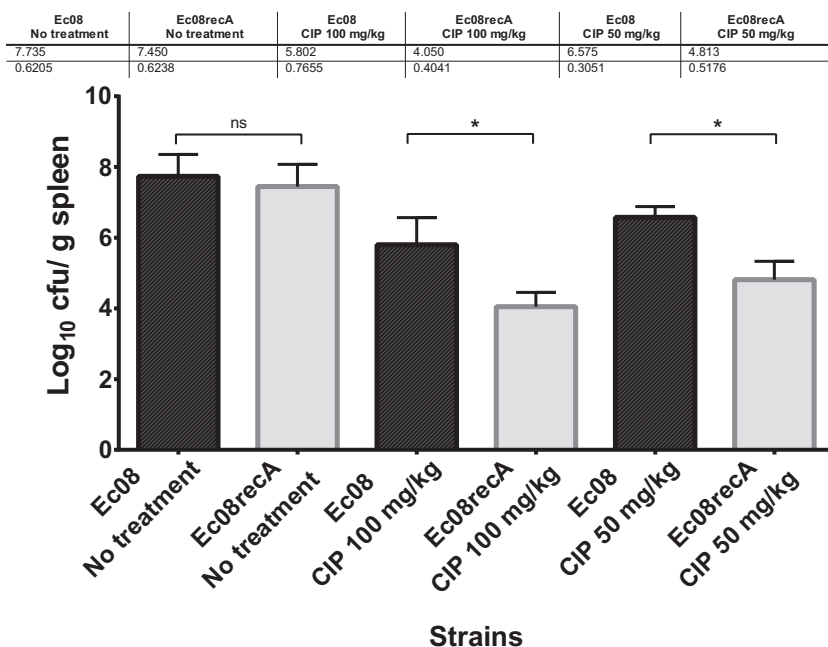 Ec08 Ec08recA Ec08 Ec08recA Ec08 Ec08recA
No treatment No treatment CIP 100 mg/kg CIP 100 mg/kg CIP 50 mg/kg CIP 50 mg/kg
7.735 7.450 5.802 4.050 6.575 4.813
0.6205 0.6238 0.7655 0.4041 0.3051 0.5176
10
8
6
4
2
0
Log10 cfu/ g spleen
ns
*
*
Ec08
No treatment
Ec08recA
No treatment
Ec08
CIP 100 mg/kg
Ec08recA
CIP 100 mg/kg
Ec08
CIP 50 mg/kg
Ec08recA
CIP 50 mg/kg
Strains